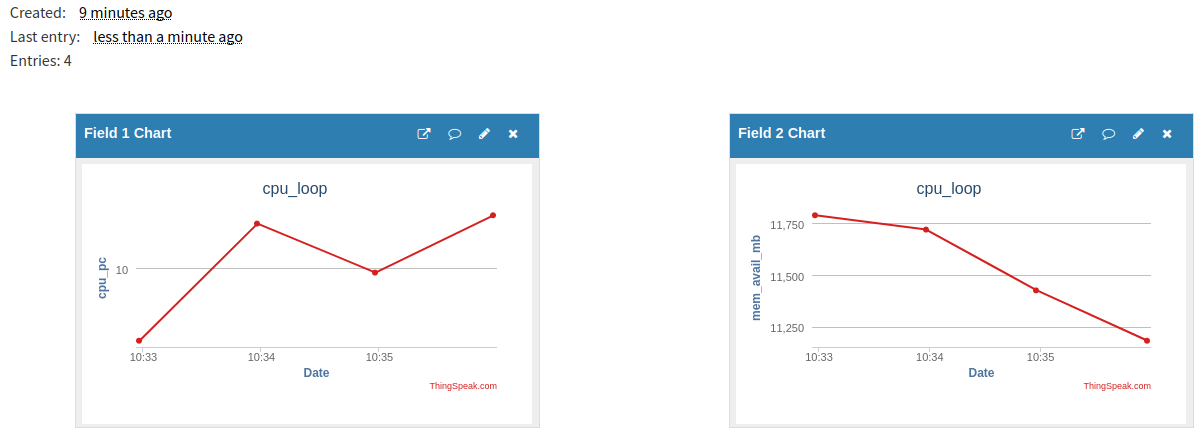 Created: 9 minutes ago
Last entry: less than a minute ago
Entries: 4
Field 1 Chart
cpu_loop
10
cpu_pc
10:33 10:34 10:35
Date
ThingSpeak.com
Field 2 Chart
cpu_loop
11,750
11,500
11,250
mem_avail_mb
10:33 10:34 10:35
Date
ThingSpeak.com